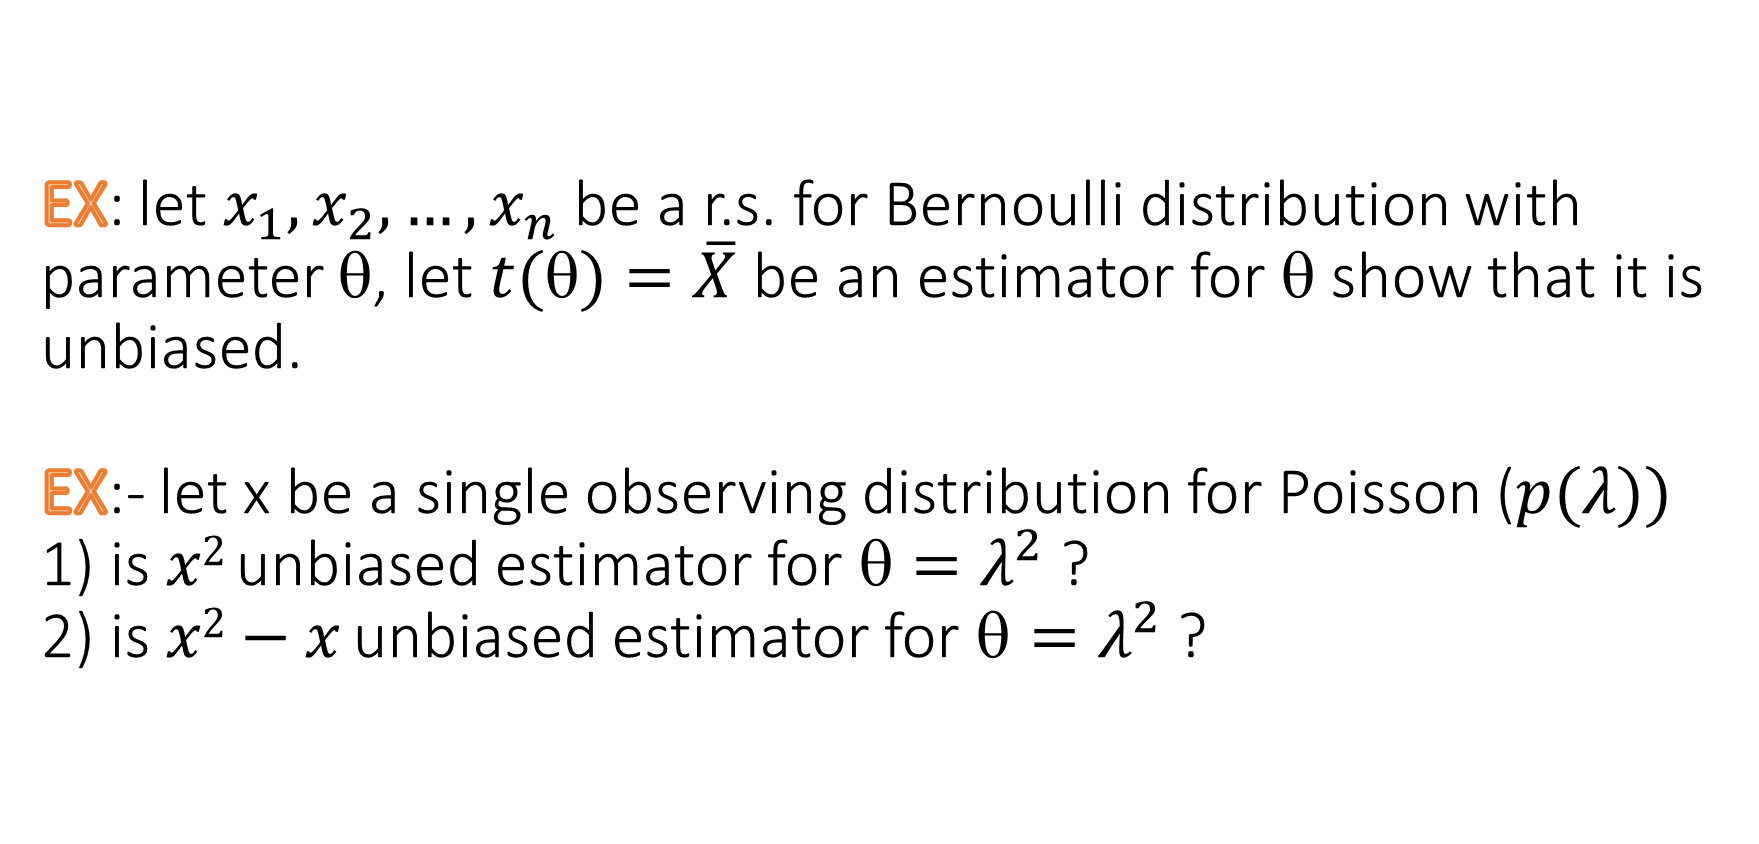 EX: let x₁, x₂, … , xₙ be a r.s. for Bernoulli distribution with
parameter θ, let t(θ) = X̅ be an estimator for θ show that it is
unbiased.
EX:- let x be a single observing distribution for Poisson (p(λ))
1) is x² unbiased estimator for θ = λ² ?
2) is x² − x unbiased estimator for θ = λ² ?